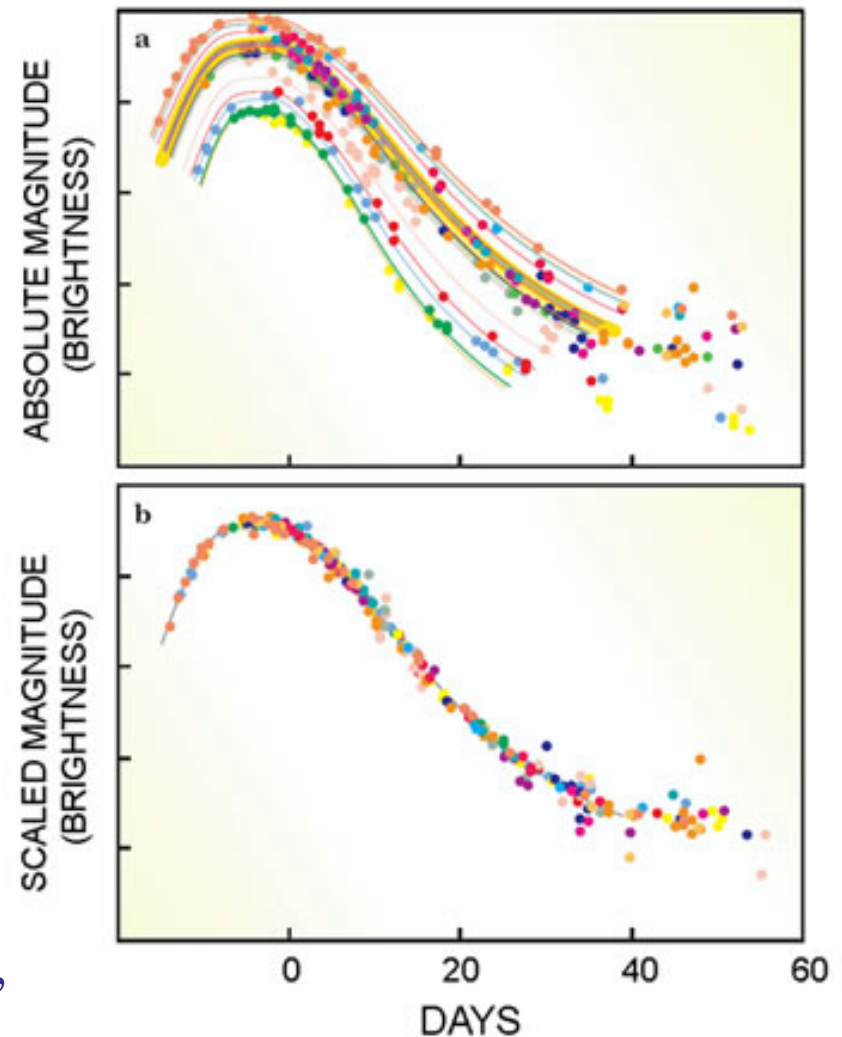 a
ABSOLUTE MAGNITUDE
(BRIGHTNESS)
b
SCALED MAGNITUDE
(BRIGHTNESS)
0 20 40 60
DAYS
,